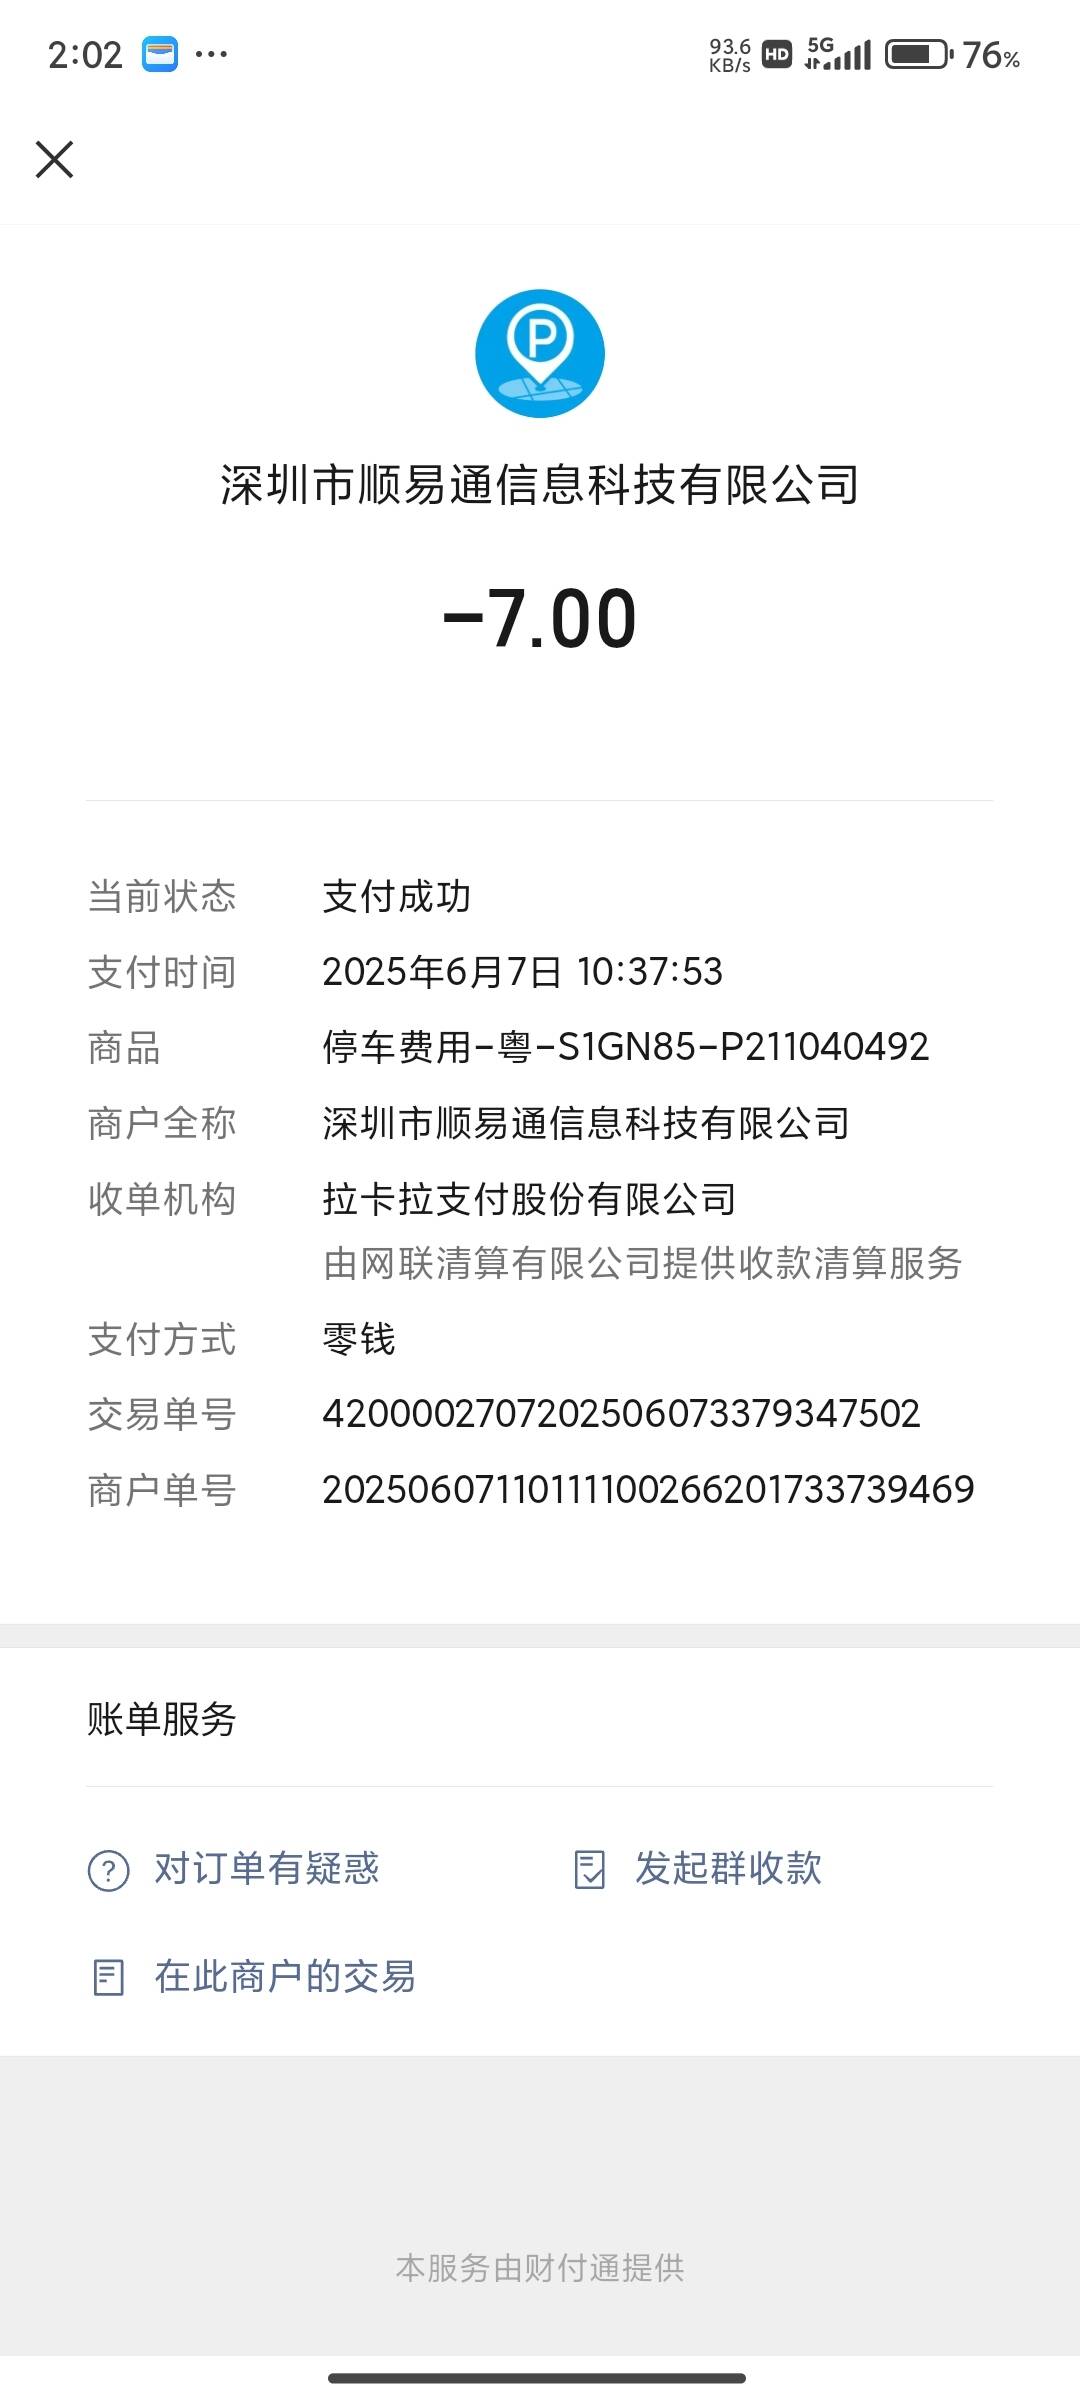 2:02 ··· 93.6 KB/s HD 5G 76%
P
深圳市顺易通信息科技有限公司
-7.00
当前状态 支付成功
支付时间 2025年6月7日 10:37:53
商品 停车费用-粤-S1GN85-P211040492
商户全称 深圳市顺易通信息科技有限公司
收单机构 拉卡拉支付股份有限公司
由网联清算有限公司提供收款清算服务
支付方式 零钱
交易单号 4200002707202506073379347502
商户单号 20250607110111100266201733739469
账单服务
对订单有疑惑 发起群收款
在此商户的交易
本服务由财付通提供